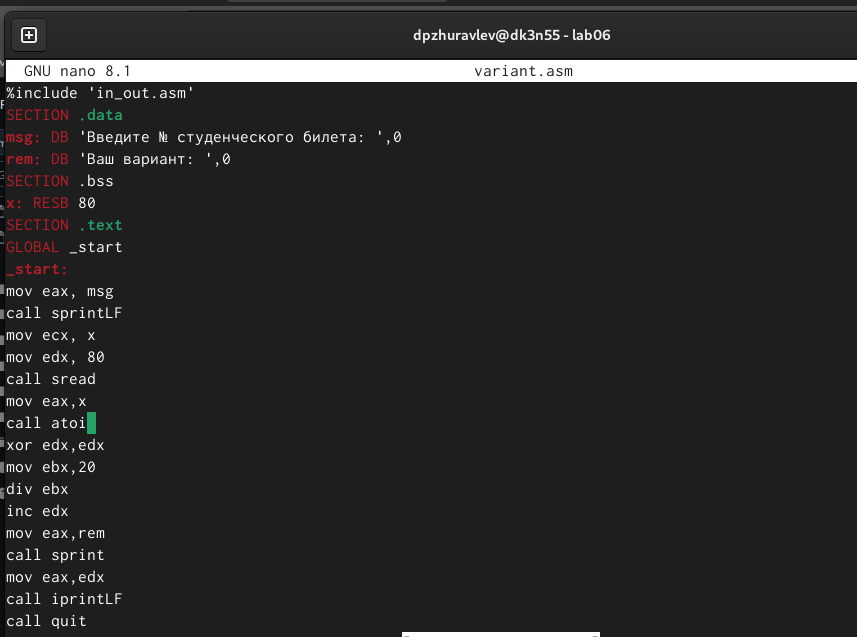 dpzhuravlev@dk3n55 - lab06
GNU nano 8.1 variant.asm
%include 'in_out.asm'
SECTION .data
msg: DB 'Введите № студенческого билета: ',0
rem: DB 'Ваш вариант: ',0
SECTION .bss
x: RESB 80
SECTION .text
GLOBAL _start
_start:
mov eax, msg
call sprintLF
mov ecx, x
mov edx, 80
call sread
mov eax,x
call atoi
xor edx,edx
mov ebx,20
div ebx
inc edx
mov eax,rem
call sprint
mov eax,edx
call iprintLF
call quit